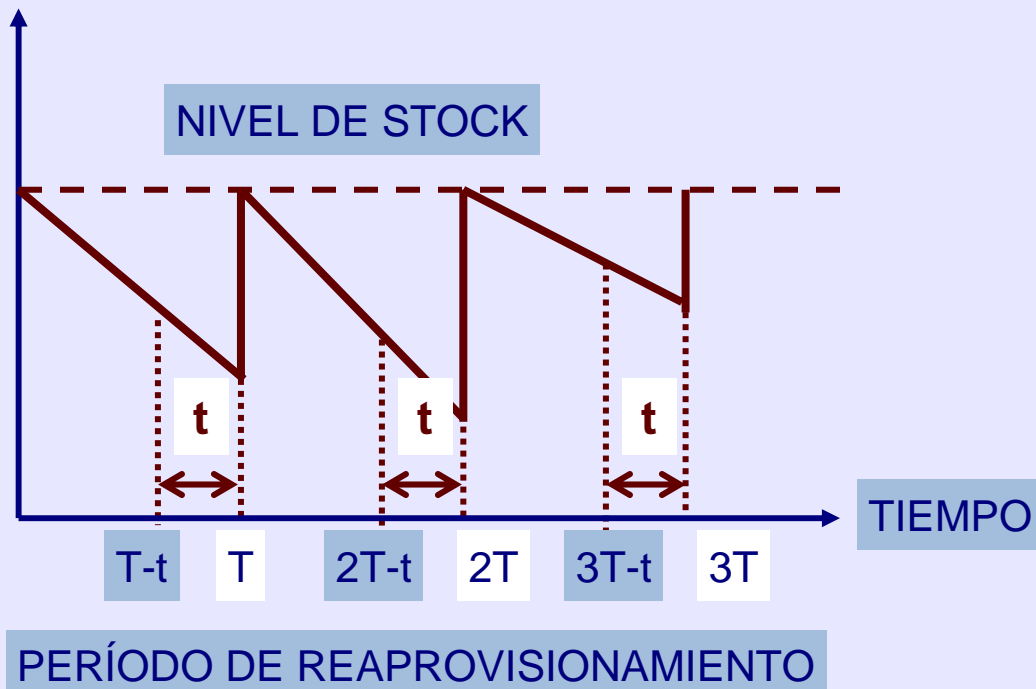 NIVEL DE STOCK
t t t
TIEMPO
T-t T 2T-t 2T 3T-t 3T
PERÍODO DE REAPROVISIONAMIENTO